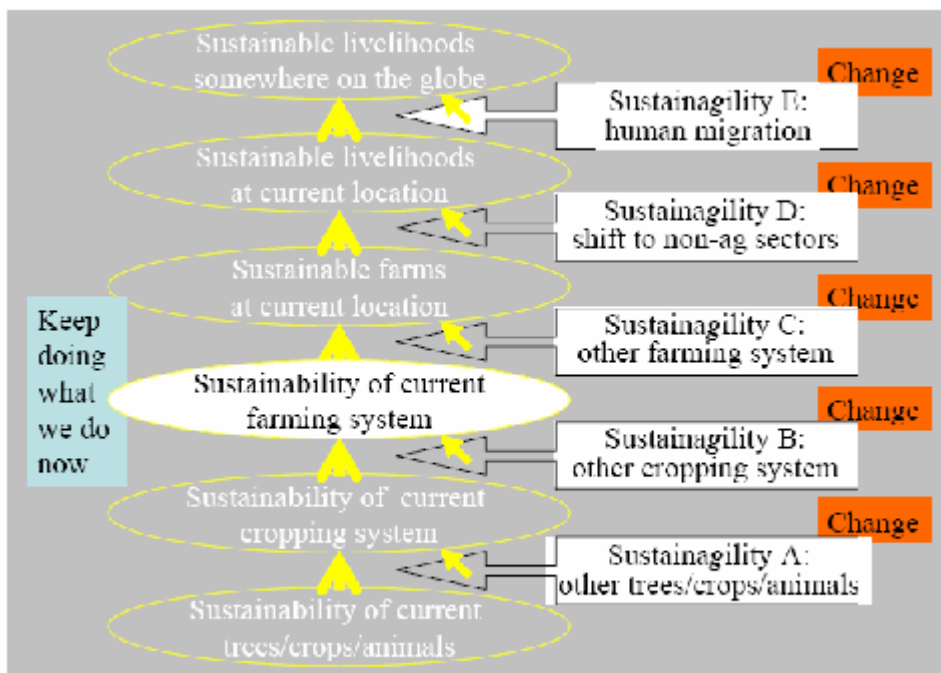 Sustainable livelihoods
somewhere on the globe
Change
Sustainagility E:
human migration
Sustainable livelihoods
at current location
Change
Sustainagility D:
shift to non-ag sectors
Sustainable farms
at current location
Change
Sustainagility C:
other farming system
Keep
doing
what
we do
now
Sustainability of current
farming system
Change
Sustainagility B:
other cropping system
Sustainability of current
cropping system
Change
Sustainagility A:
other trees/crops/animals
Sustainability of current
trees/crops/animals